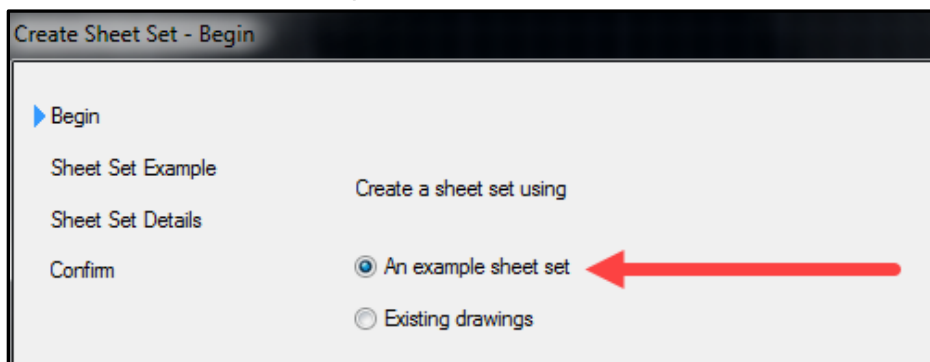 Create Sheet Set - Begin
Begin
Sheet Set Example
Sheet Set Details
Confirm
Create a sheet set using
An example sheet set
Existing drawings